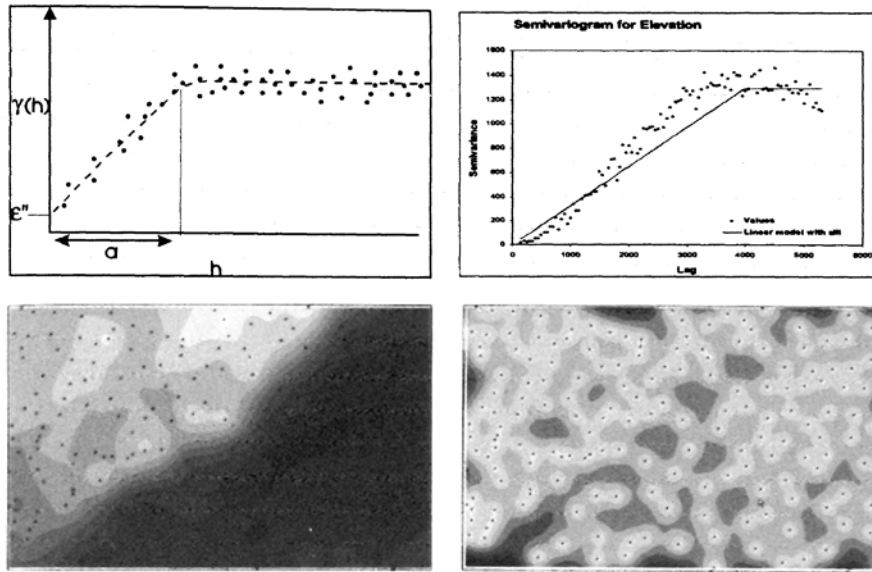 γ(h)
ε"
a
h
Semivariogram for Elevation
Semivariance
1600
1400
1200
1000
800
600
400
200
0
0 1000 2000 3000 4000 5000 6000
Values
Linear model with sill
Lag